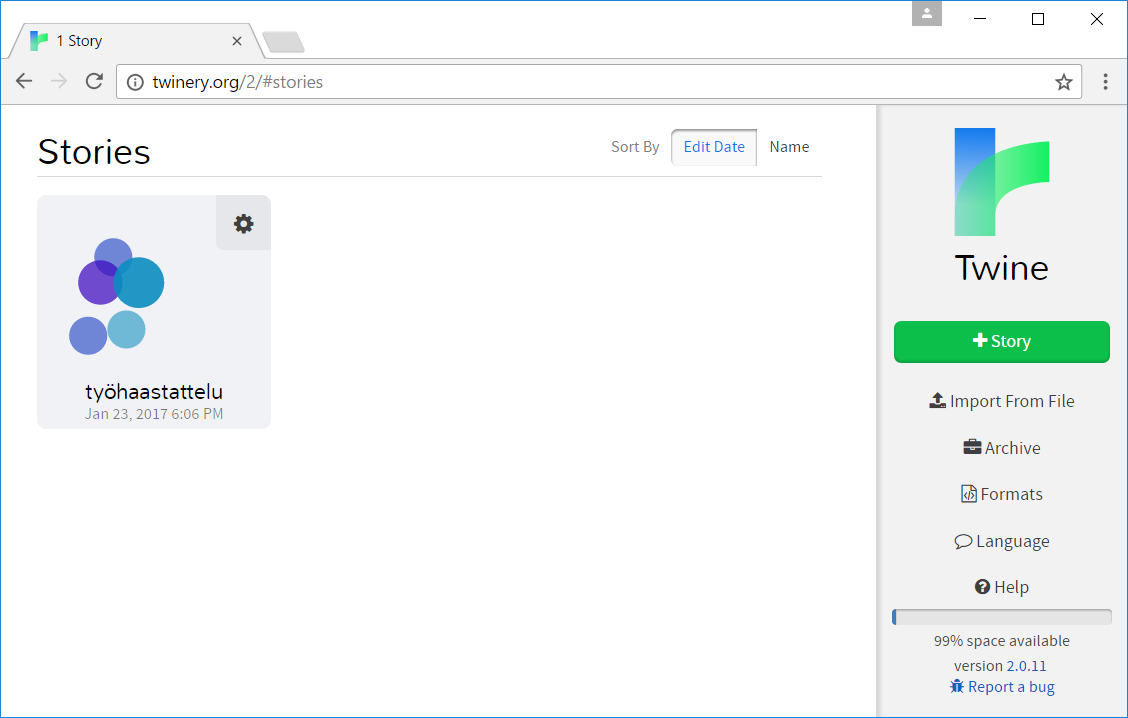 1 Story
twinery.org/2/#stories
Stories
Sort By Edit Date Name
työhaastattelu
Jan 23, 2017 6:06 PM
Twine
Story
Import From File
Archive
Formats
Language
Help
99% space available
version 2.0.11
Report a bug